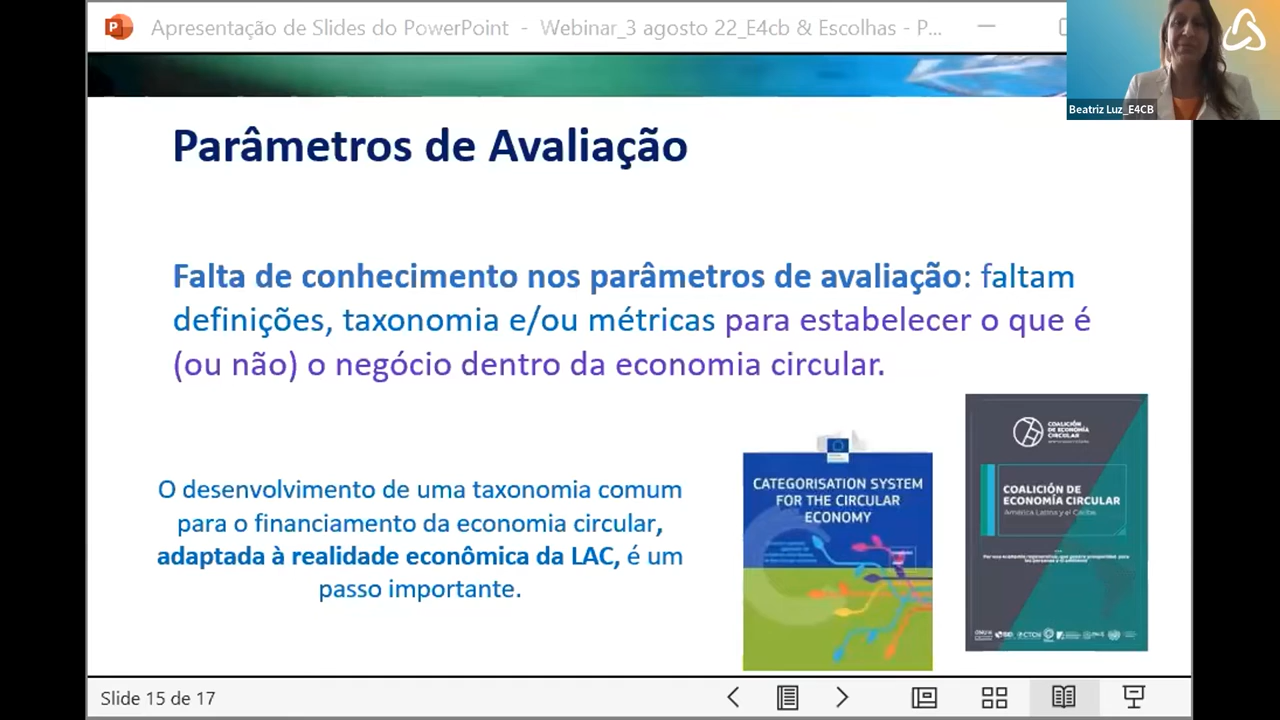 Apresentação de Slides do PowerPoint - Webinar_3 agosto 22_E4cb & Escolhas - P...
Beatriz Luz_E4CB
Parâmetros de Avaliação
Falta de conhecimento nos parâmetros de avaliação: faltam
definições, taxonomia e/ou métricas para estabelecer o que é
(ou não) o negócio dentro da economia circular.
O desenvolvimento de uma taxonomia comum
para o financiamento da economia circular,
adaptada à realidade econômica da LAC, é um
passo importante.
CATEGORISATION SYSTEM
FOR THE CIRCULAR
ECONOMY
COALICIÓN
DE ECONOMÍA
CIRCULAR
COALICIÓN DE
ECONOMÍA CIRCULAR
América Latina y el Caribe
Slide 15 de 17